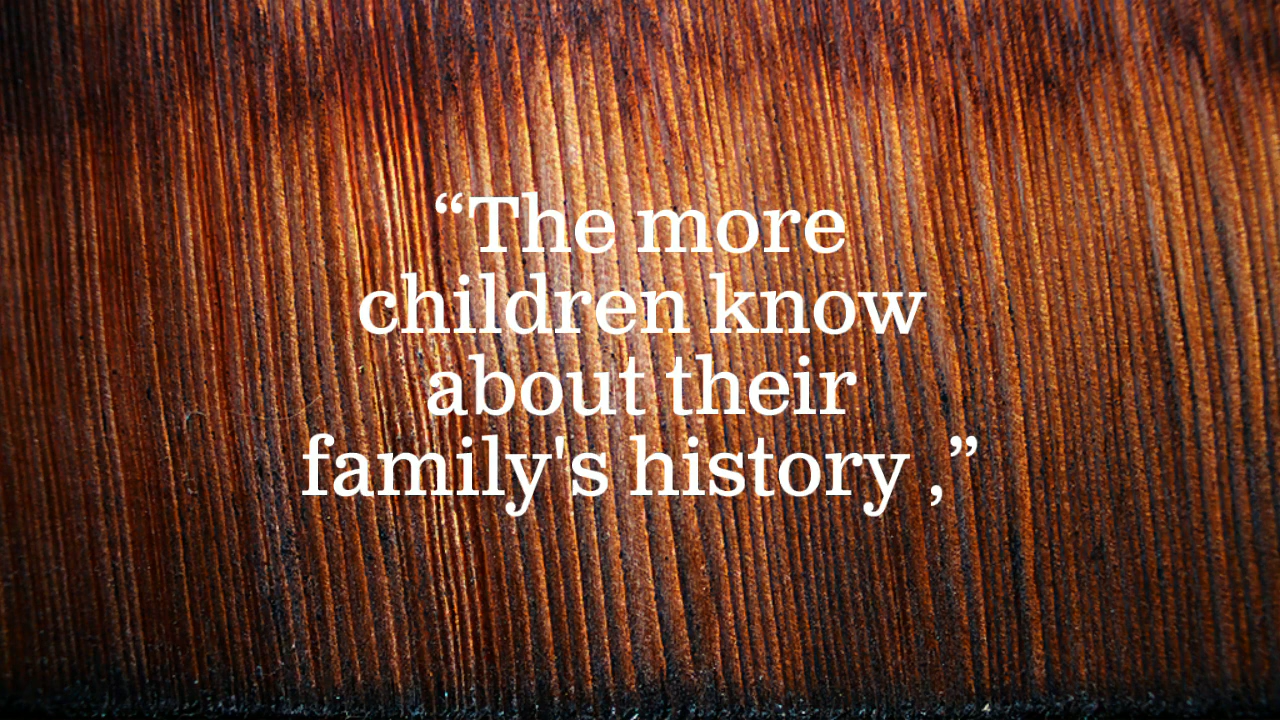 “The more
children know
about their
family's history ,”